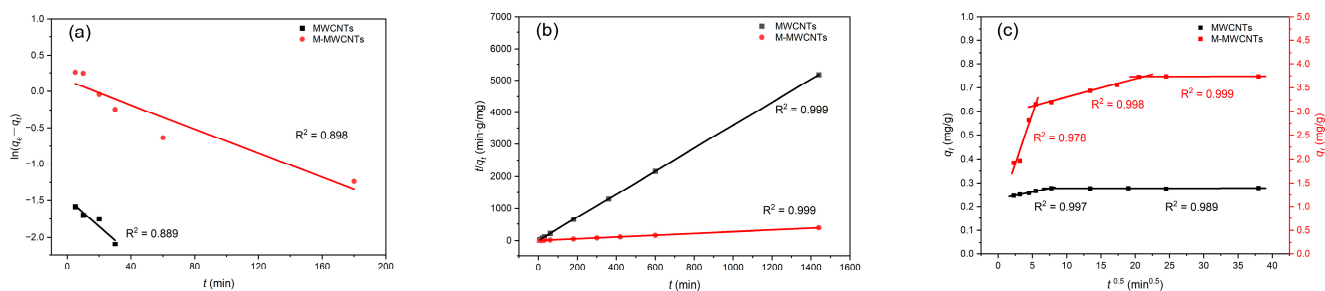 (a)
MWCNTs
M-MWCNTs
1.0
0.5
0.0
−0.5
−1.0
−1.5
−2.0
ln(qₑ−qₜ)
R² = 0.898
R² = 0.889
0 40 80 120 160 200
t (min)
(b)
MWCNTs
M-MWCNTs
7000
6000
5000
4000
3000
2000
1000
0
t/qₜ (min·g/mg)
R² = 0.999
R² = 0.999
0 200 400 600 800 1000 1200 1400 1600
t (min)
(c)
MWCNTs
M-MWCNTs
1.0
0.9
0.8
0.7
0.6
0.5
0.4
0.3
0.2
0.1
0.0
qₜ (mg/g)
R² = 0.999
R² = 0.998
R² = 0.978
R² = 0.997
R² = 0.989
5.0
4.5
4.0
3.5
3.0
2.5
2.0
1.5
1.0
0.5
0.0
qₜ (mg/g)
0 5 10 15 20 25 30 35 40
t ^0.5 (min^0.5)